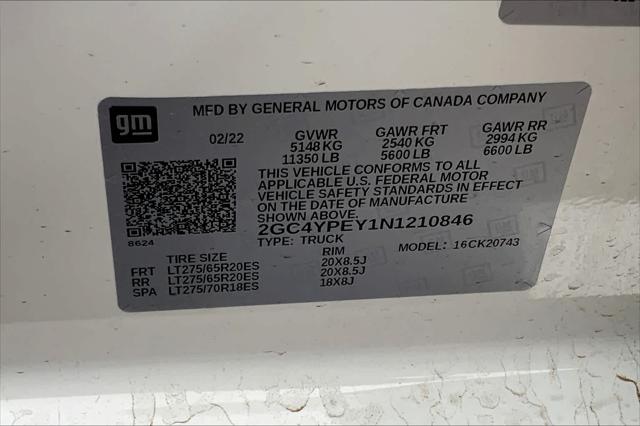 gm
MFD BY GENERAL MOTORS OF CANADA COMPANY
02/22 GVWR GAWR FRT GAWR RR
5148 KG 2540 KG 2994 KG
11350 LB 5600 LB 6600 LB
THIS VEHICLE CONFORMS TO ALL
APPLICABLE U.S. FEDERAL MOTOR
VEHICLE SAFETY STANDARDS IN EFFECT
ON THE DATE OF MANUFACTURE
SHOWN ABOVE.
2GC4YPEY1N1210846
8624
TYPE: TRUCK MODEL: 16CK20743
TIRE SIZE RIM
FRT LT275/65R20ES 20X8.5J
RR LT275/65R20ES 20X8.5J
SPA LT275/70R18ES 18X8J